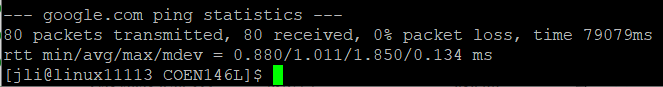 --- google.com ping statistics ---
80 packets transmitted, 80 received, 0% packet loss, time 79079ms
rtt min/avg/max/mdev = 0.880/1.011/1.850/0.134 ms
[jli@linux11113 COEN146L]$